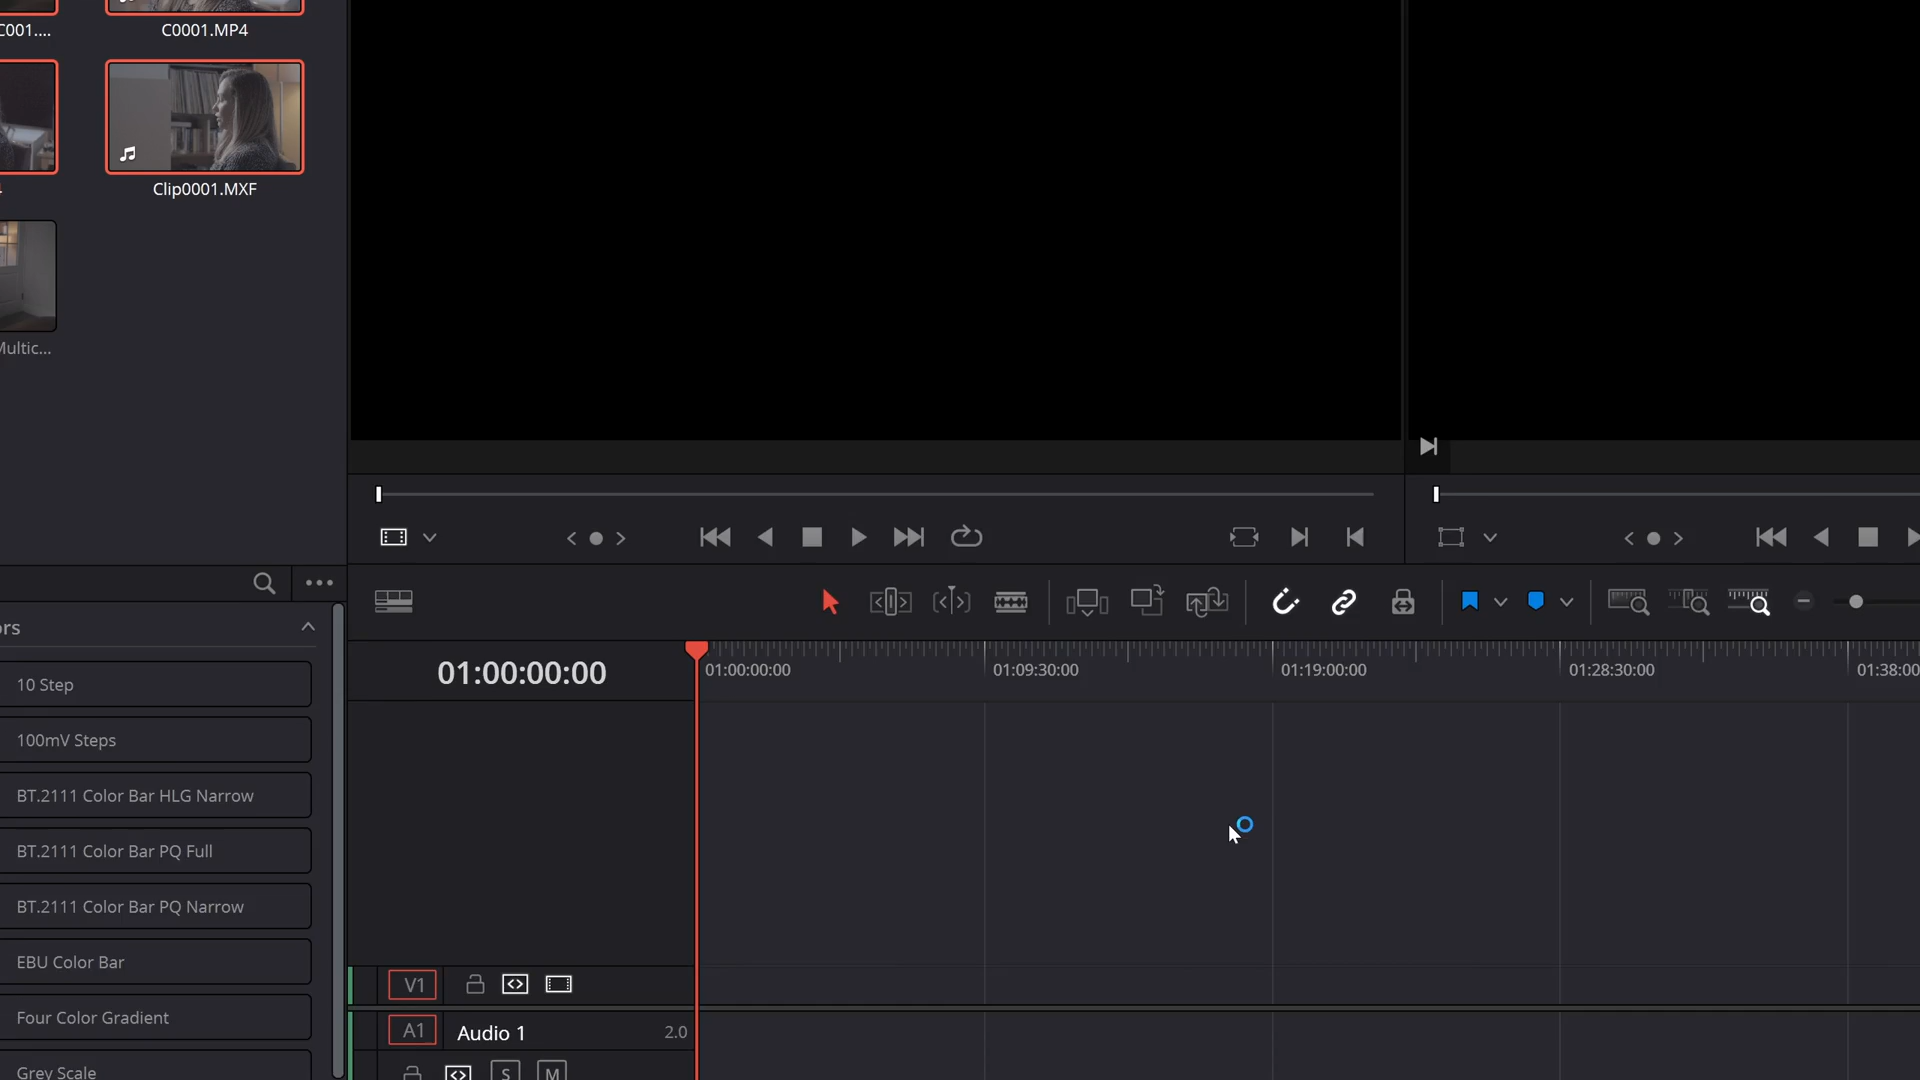 C001....
C0001.MP4
Clip0001.MXF
Multic...
01:00:00:00
01:00:00:00
01:09:30:00
01:19:00:00
01:28:30:00
01:38:00
10 Step
100mV Steps
BT.2111 Color Bar HLG Narrow
BT.2111 Color Bar PQ Full
BT.2111 Color Bar PQ Narrow
EBU Color Bar
Four Color Gradient
Grey Scale
V1
A1
Audio 1
2.0
S
M